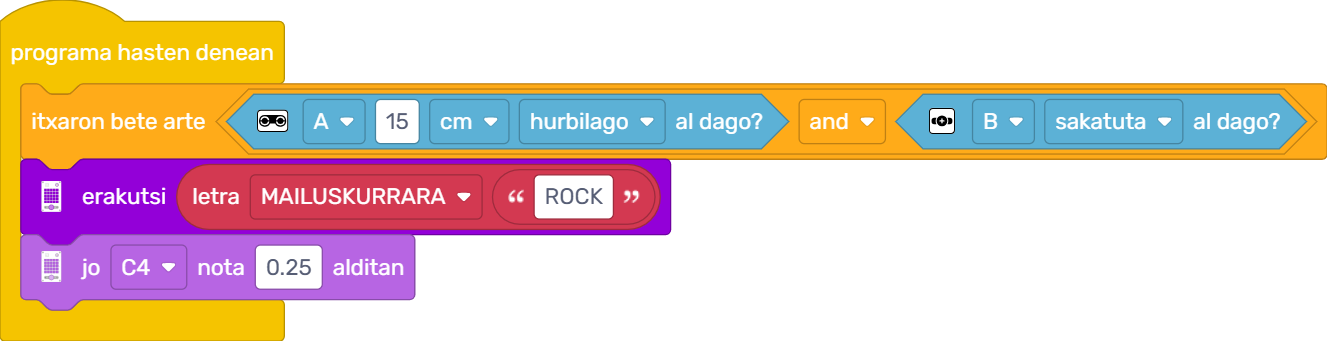 programa hasten denean
itxaron bete arte A 15 cm hurbilago al dago? and B sakatuta al dago?
erakutsi letra MAILUSKURRARA “ ROCK ”
jo C4 nota 0.25 alditan